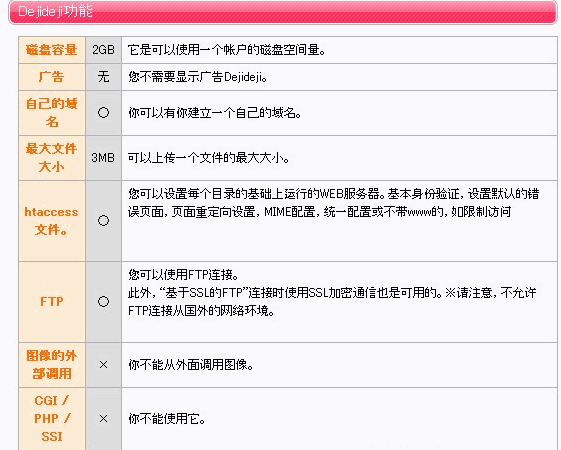 Dejideji功能
磁盘容量 2GB 它是可以使用一个帐户的磁盘空间量。
广告 无 您不需要显示广告Dejideji。
自己的域
名 〇 你可以有你建立一个自己的域名。
最大文件
大小 3MB 可以上传一个文件的最大大小。
htaccess
文件。 〇 您可以设置每个目录的基础上运行的WEB服务器。基本身份验证，设置默认的错
误页面，页面重定向设置，MIME配置，统一配置或不带www的，如限制访问
FTP 〇 您可以使用FTP连接。
此外，“基于SSL的FTP”连接时使用SSL加密通信也是可用的。※请注意，不允许
FTP连接从国外的网络环境。
图像的外
部调用 × 你不能从外面调用图像。
CGI /
PHP /
SSI × 你不能使用它。